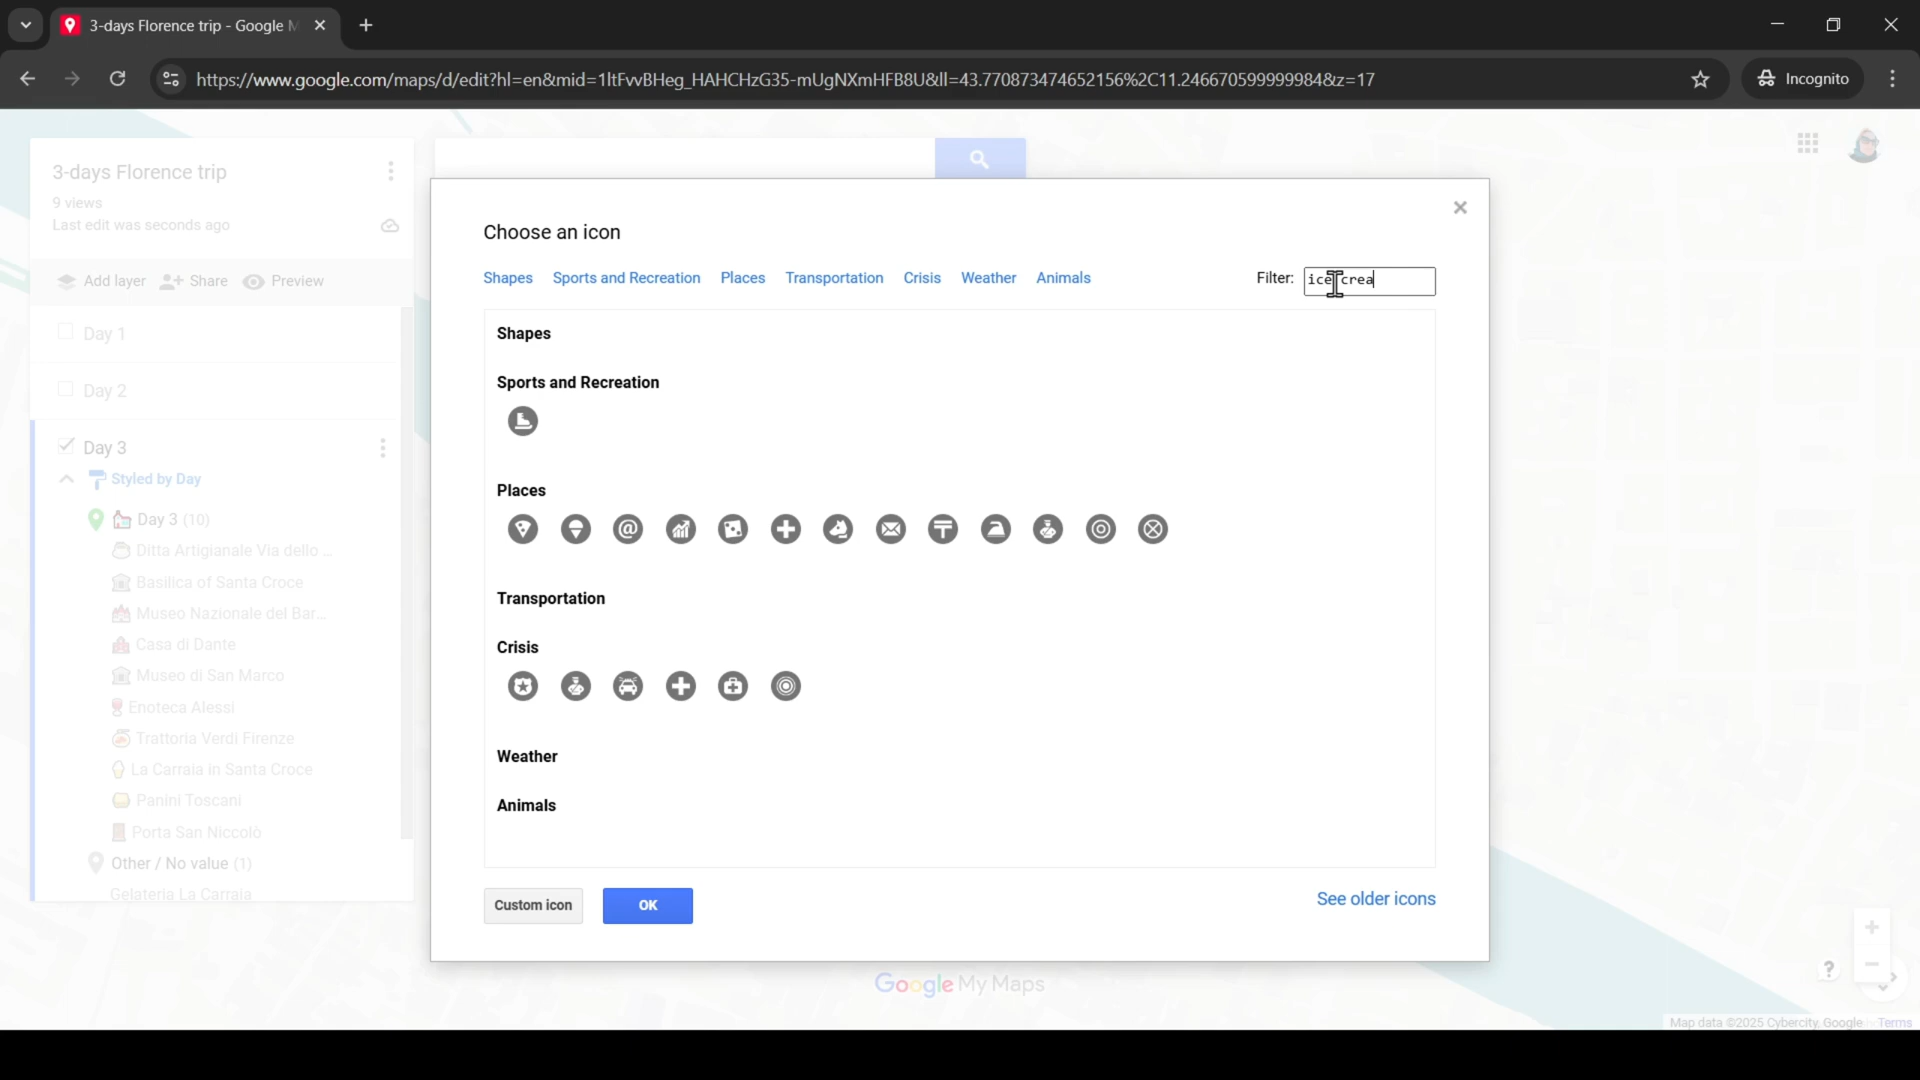 3-days Florence trip - Google M
https://www.google.com/maps/d/edit?hl=en&mid=1ltFvvBHeg_HAHCHzG35-mUgNXmHFB8U&ll=43.770873474652156%2C11.246670599999984&z=17
Incognito
3-days Florence trip
9 views
Last edit was seconds ago
Add layer
Share
Preview
Day 1
Day 2
Day 3
Styled by Day
Day 3 (10)
Ditta Artigianale Via dello ...
Basilica of Santa Croce
Museo Nazionale del Bar...
Casa di Dante
Museo di San Marco
Enoteca Alessi
Trattoria Verdi Firenze
La Carraia in Santa Croce
Panini Toscani
Porta San Niccolò
Other / No value (1)
Gelateria La Carraia
Choose an icon
Shapes Sports and Recreation Places Transportation Crisis Weather Animals
Filter: ice crea
Shapes
Sports and Recreation
Places
Transportation
Crisis
Weather
Animals
Custom icon
OK
See older icons
Google My Maps
Map data ©2025 Cybercity, Google Terms